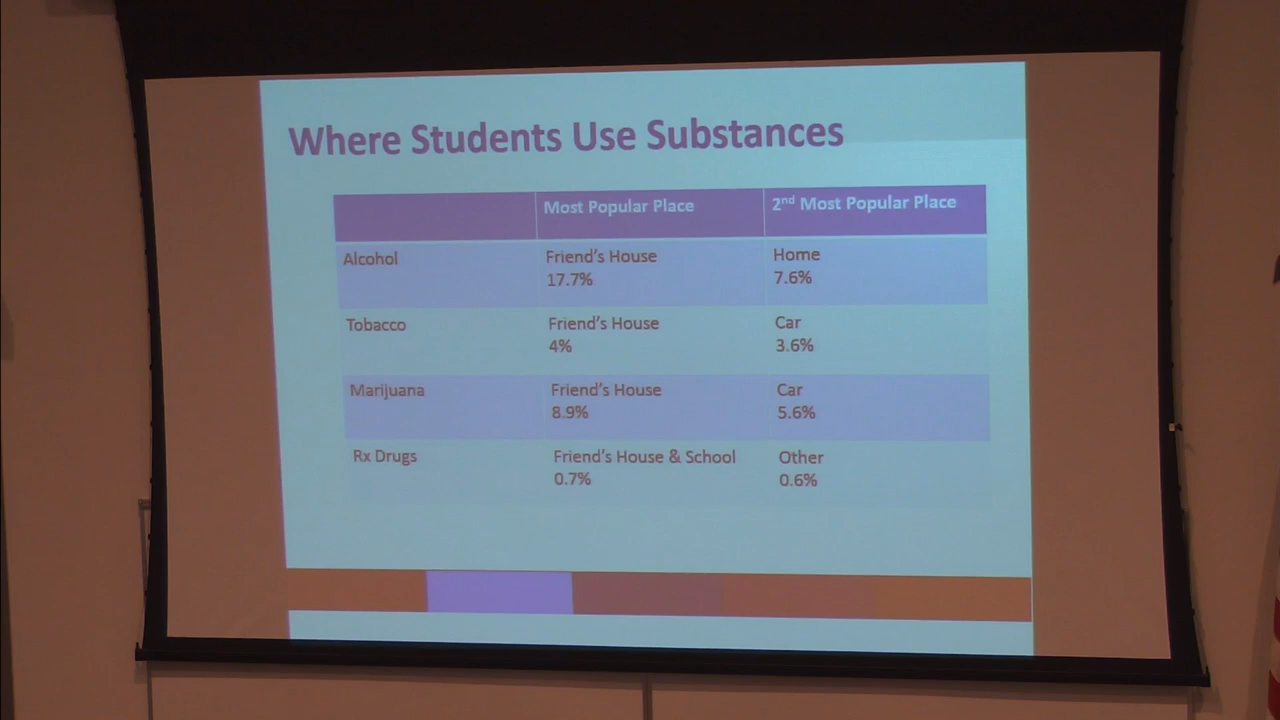 Where Students Use Substances
Most Popular Place
2nd Most Popular Place
Alcohol
Friend's House
17.7%
Home
7.6%
Tobacco
Friend's House
4%
Car
3.6%
Marijuana
Friend's House
8.9%
Car
5.6%
Rx Drugs
Friend's House & School
0.7%
Other
0.6%